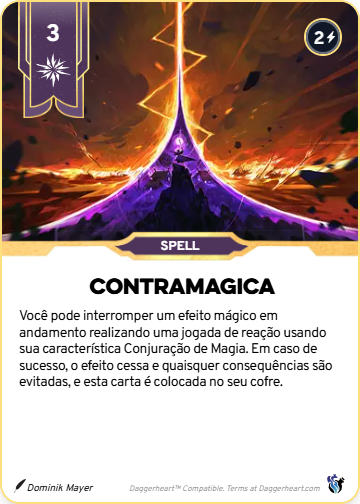 3
2
SPELL
CONTRAMAGICA
Você pode interromper um efeito mágico em
andamento realizando uma jogada de reação usando
sua característica Conjuração de Magia. Em caso de
sucesso, o efeito cessa e quaisquer consequências são
evitadas, e esta carta é colocada no seu cofre.
Dominik Mayer
Daggerheart™ Compatible. Terms at Daggerheart.com